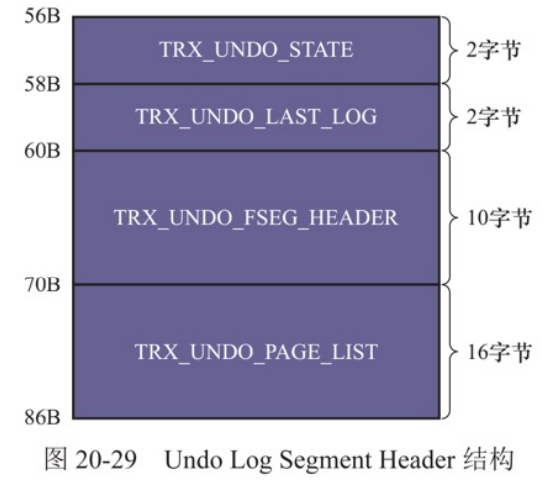 56B
TRX_UNDO_STATE
2字节
58B
TRX_UNDO_LAST_LOG
2字节
60B
TRX_UNDO_FSEG_HEADER
10字节
70B
TRX_UNDO_PAGE_LIST
16字节
86B
图 20-29 Undo Log Segment Header 结构